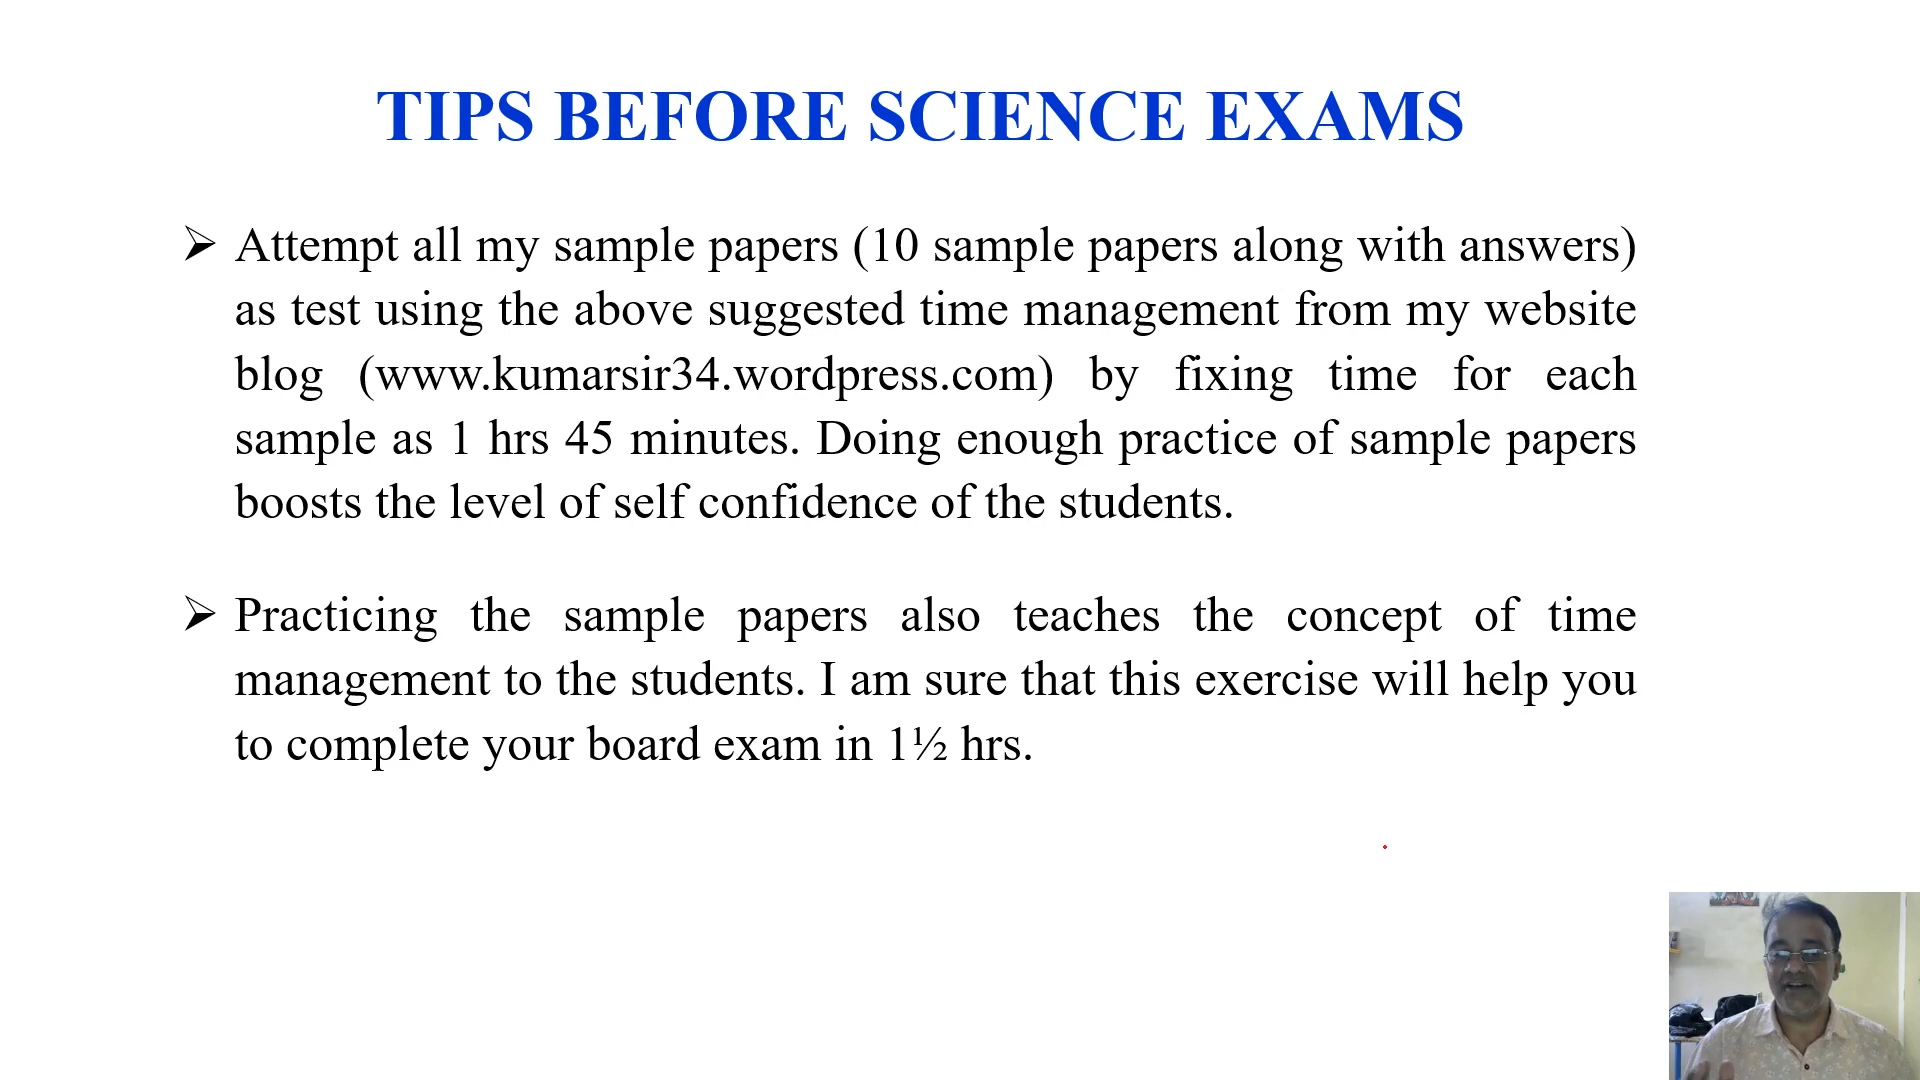 TIPS BEFORE SCIENCE EXAMS
➢ Attempt all my sample papers (10 sample papers along with answers)
as test using the above suggested time management from my website
blog (www.kumarsir34.wordpress.com) by fixing time for each
sample as 1 hrs 45 minutes. Doing enough practice of sample papers
boosts the level of self confidence of the students.
➢ Practicing the sample papers also teaches the concept of time
management to the students. I am sure that this exercise will help you
to complete your board exam in 1½ hrs.